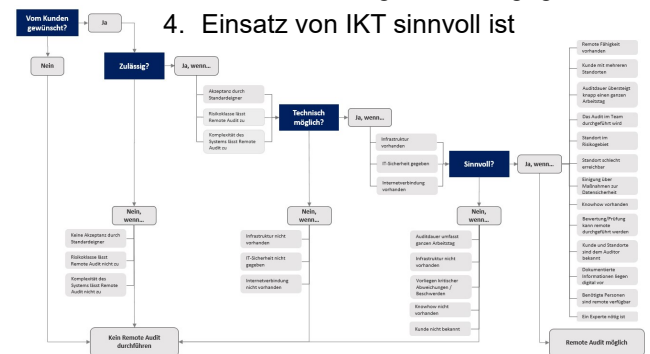 4. Einsatz von IKT sinnvoll ist
Vom Kunden
gewünscht?
Ja
Nein
Zulässig?
Ja, wenn...
Akzeptanz durch
Standardeigner
Risikoklasse lässt
Remote Audit zu
Komplexität des
Systems lässt Remote
Audit zu
Technisch
möglich?
Ja, wenn...
Infrastruktur
vorhanden
IT-Sicherheit gegeben
Internetverbindung
vorhanden
Sinnvoll?
Ja, wenn...
Remote Fähigkeit
vorhanden
Kunde mit mehreren
Standorten
Auditdauer übersteigt
knapp einen ganzen
Arbeitstag
Das Audit im Team
durchgeführt wird
Standort im
Risikogebiet
Standort schlecht
erreichbar
Einigung über
Maßnahmen zur
Datensicherheit
Knowhow vorhanden
Bewertung/Prüfung
kann remote
durchgeführt werden
Kunde und Standorte
sind dem Auditor
bekannt
Dokumentierte
Informationen liegen
digital vor
Benötigte Personen
sind remote verfügbar
Ein Experte nötig ist
Nein,
wenn...
Keine Akzeptanz durch
Standardeigner
Risikoklasse lässt
Remote Audit nicht zu
Komplexität des
Systems lässt Remote
Audit nicht zu
Nein,
wenn...
Infrastruktur nicht
vorhanden
IT-Sicherheit nicht
gegeben
Internetverbindung
nicht vorhanden
Nein,
wenn...
Auditdauer umfasst
ganzen Arbeitstag
Infrastruktur nicht
vorhanden
Vorliegen kritischer
Abweichungen /
Beschwerden
Knowhow nicht
vorhanden
Kunde nicht bekannt
Kein Remote Audit
durchführen
Remote Audit möglich